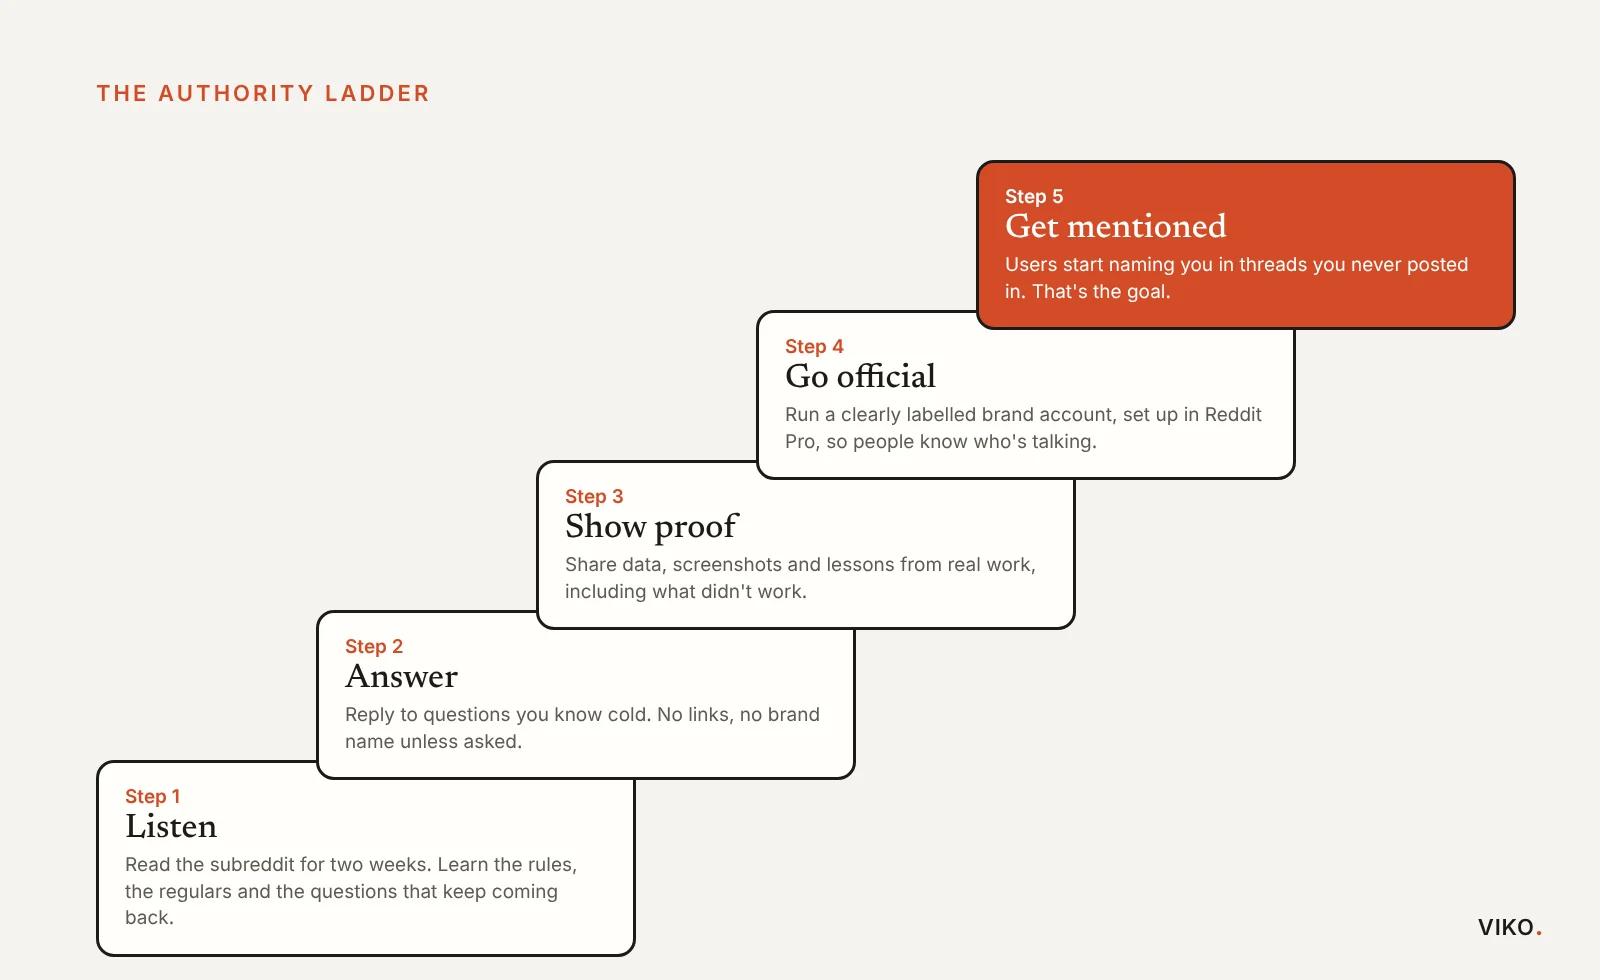 THE AUTHORITY LADDER
Step 5
Get mentioned
Users start naming you in threads you never posted
in. That's the goal.
Step 4
Go official
Run a clearly labelled brand account, set up in Reddit
Pro, so people know who's talking.
Step 3
Show proof
Share data, screenshots and lessons from real work,
including what didn't work.
Step 2
Answer
Reply to questions you know cold. No links, no brand
name unless asked.
Step 1
Listen
Read the subreddit for two weeks. Learn the rules,
the regulars and the questions that keep coming
back.
VIKO.